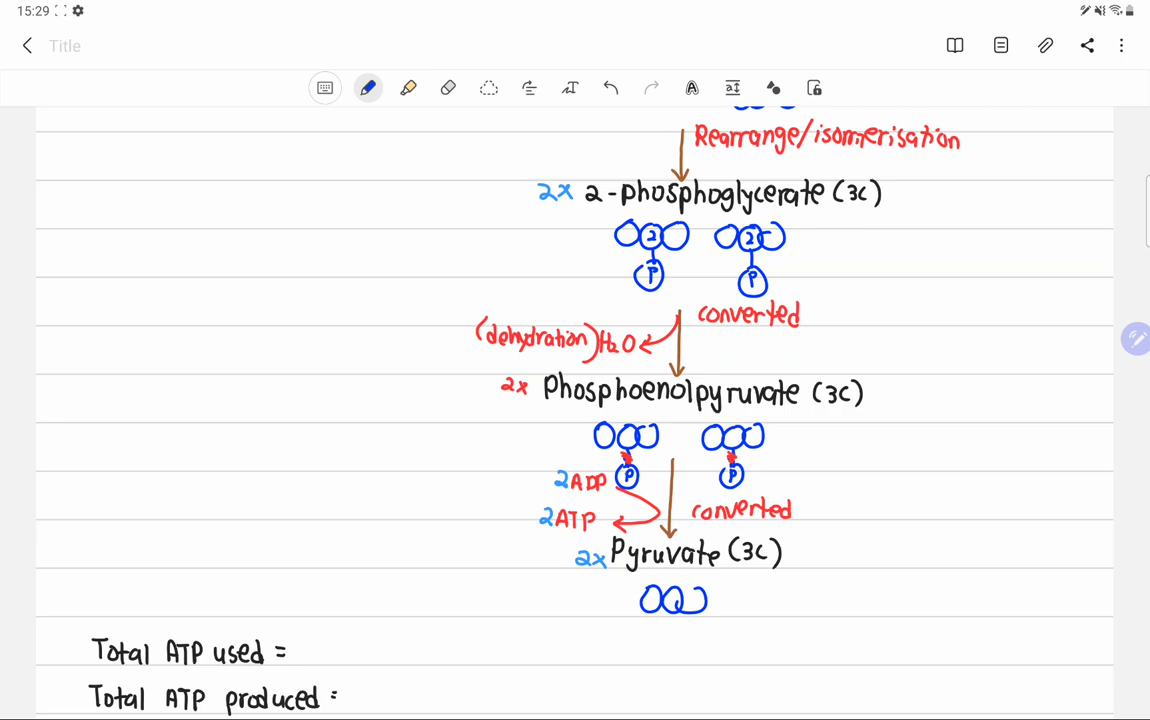 15:29
Title
Rearrange/isomerisation
2x 2-phosphoglycerate (3C)
2 2
P P
converted
(dehydration) H2O
2x Phosphoenolpyruvate (3C)
P P
2ADP
converted
2ATP
2x Pyruvate (3C)
Total ATP used =
Total ATP produced =